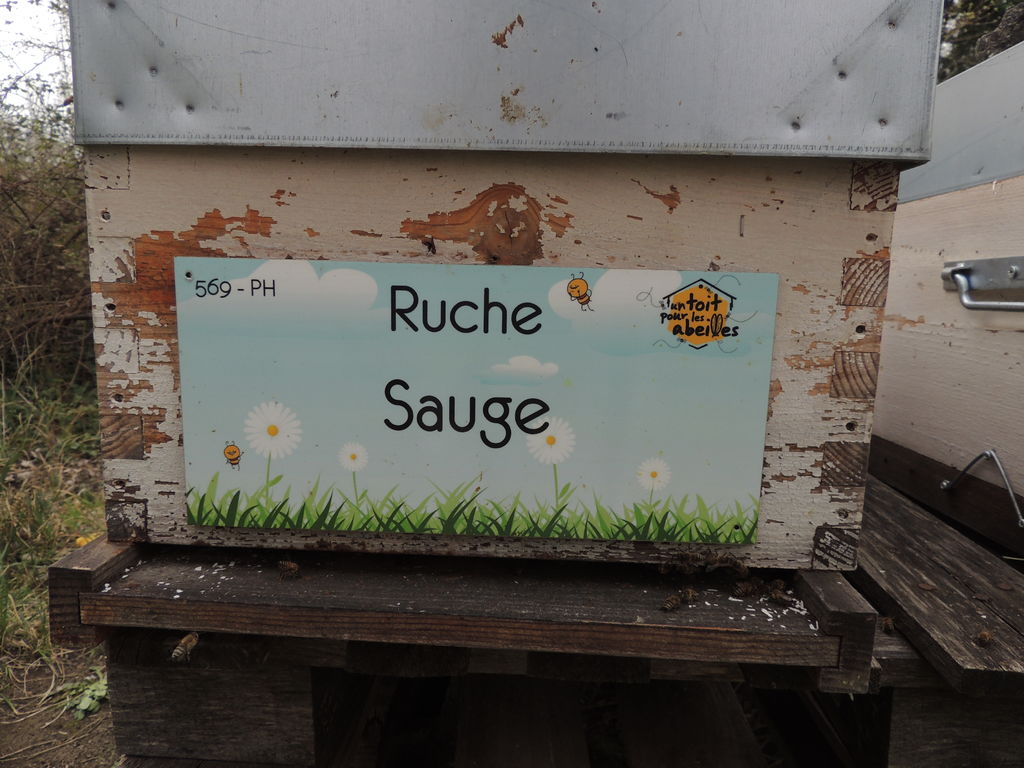 569 - PH
Ruche
Sauge
un toit
pour les
abeilles